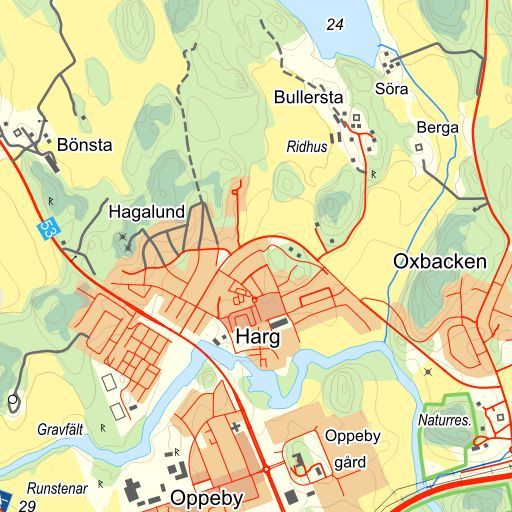 24
Söra
Bullersta
Berga
Ridhus
Bönsta
R
Hagalund
53
R
Oxbacken
Harg
R
Naturres.
Gravfält
Oppeby
gård
R
R
Runstenar
Oppeby
29